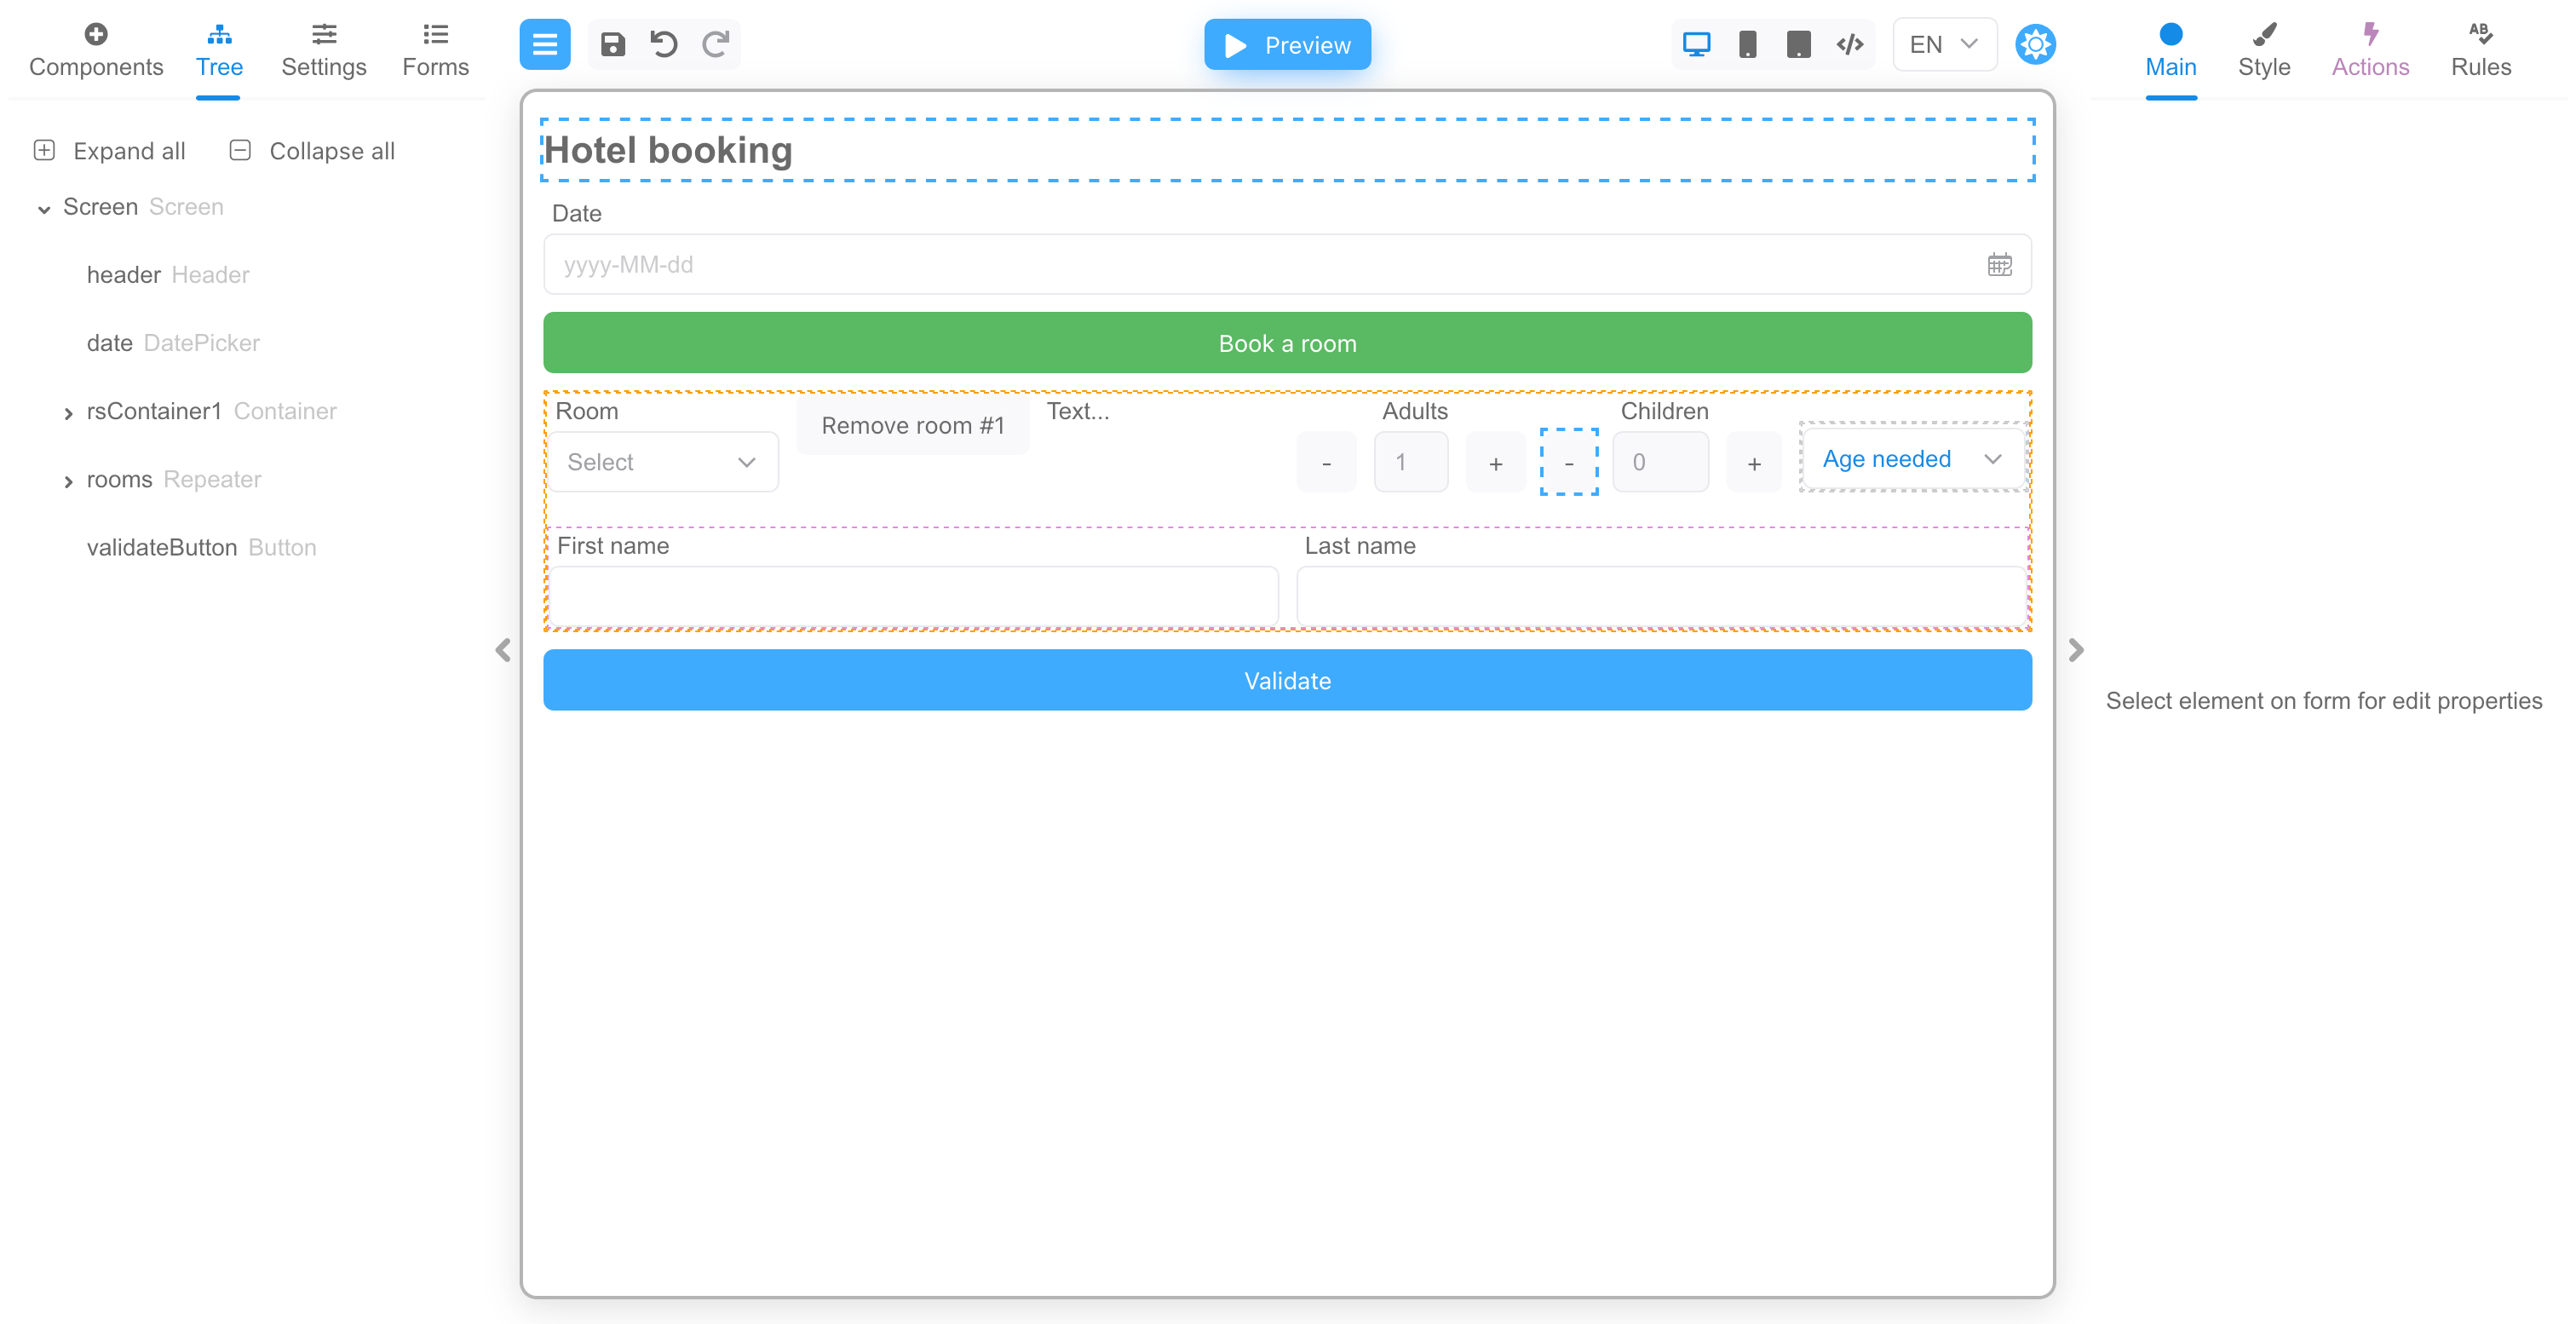 Components Tree Settings Forms
Preview
EN
Main Style Actions Rules
Expand all Collapse all
Screen Screen
header Header
date DatePicker
rsContainer1 Container
rooms Repeater
validateButton Button
Hotel booking
Date
yyyy-MM-dd
Book a room
Room Remove room #1 Text... Adults Children
Select - 1 + - 0 + Age needed
First name Last name
Validate
Select element on form for edit properties